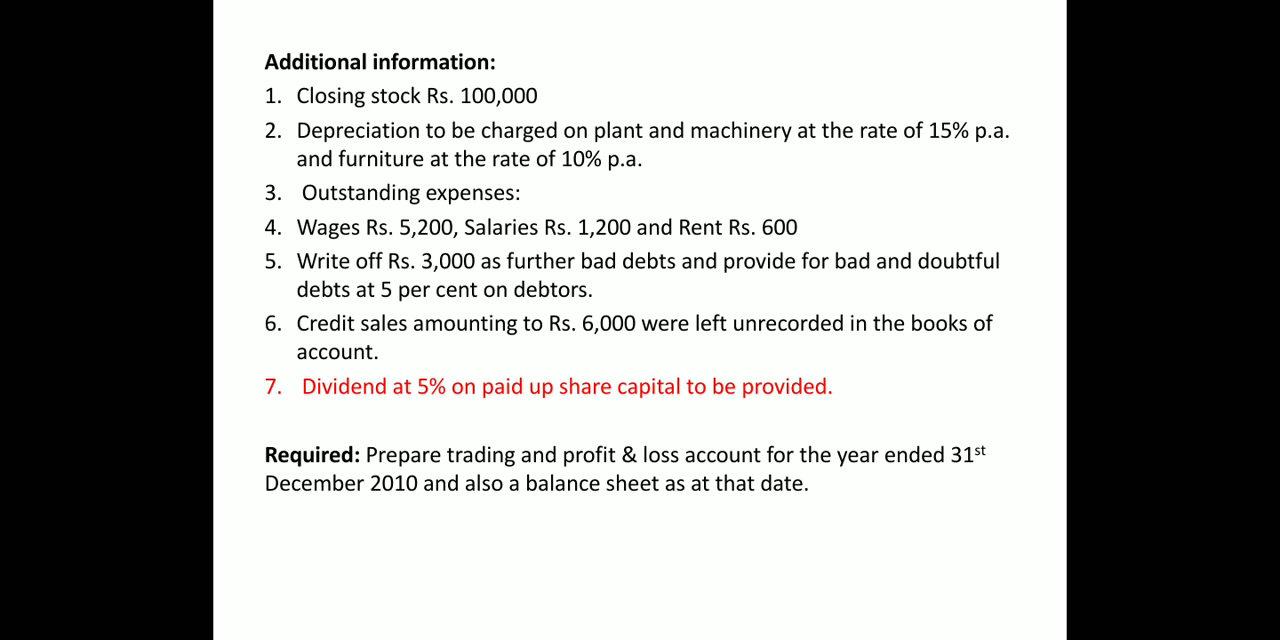 Additional information:
1. Closing stock Rs. 100,000
2. Depreciation to be charged on plant and machinery at the rate of 15% p.a.
and furniture at the rate of 10% p.a.
3. Outstanding expenses:
4. Wages Rs. 5,200, Salaries Rs. 1,200 and Rent Rs. 600
5. Write off Rs. 3,000 as further bad debts and provide for bad and doubtful
debts at 5 per cent on debtors.
6. Credit sales amounting to Rs. 6,000 were left unrecorded in the books of
account.
7. Dividend at 5% on paid up share capital to be provided.
Required: Prepare trading and profit & loss account for the year ended 31st
December 2010 and also a balance sheet as at that date.